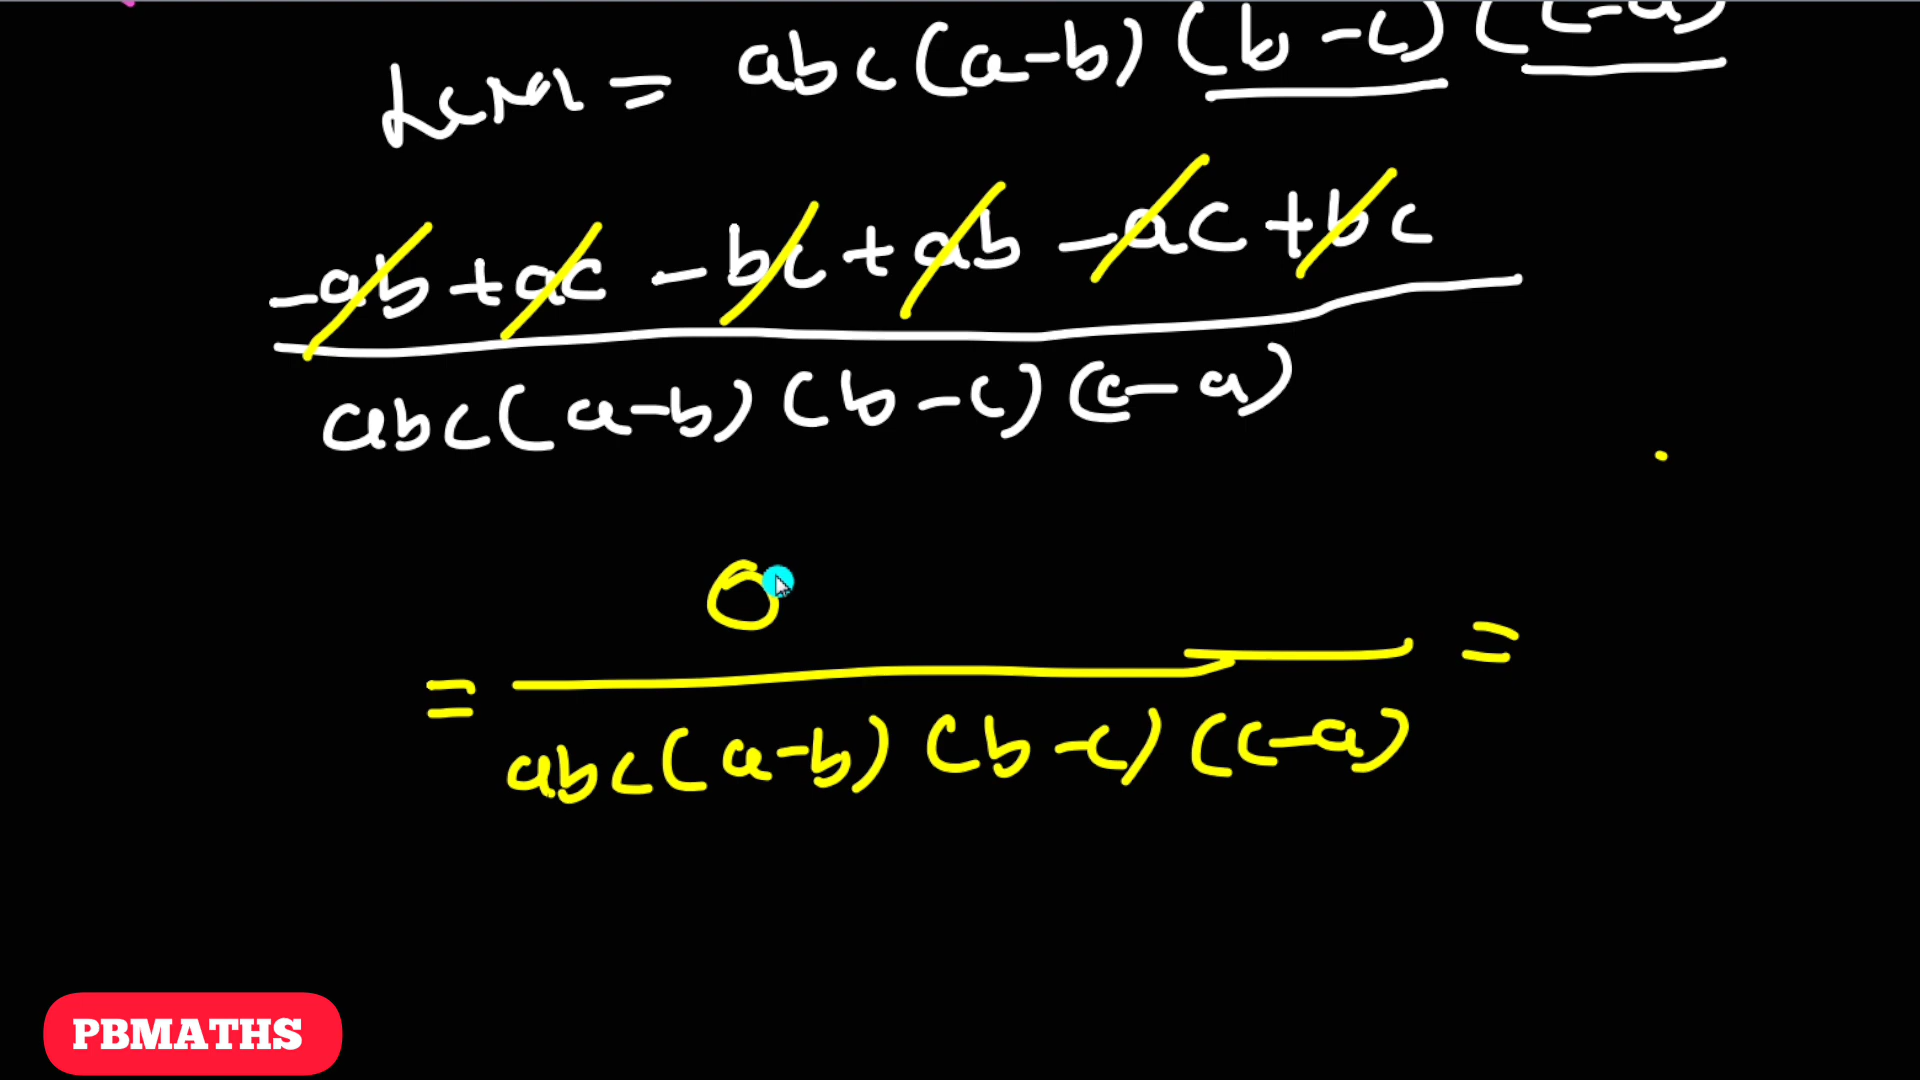 LCM = abc(a-b)(b-c)(c-a)
-ab+ac-bc+ab-ac+bc
abc(a-b)(b-c)(c-a)
0
= =
abc(a-b)(b-c)(c-a)
PBMATHS